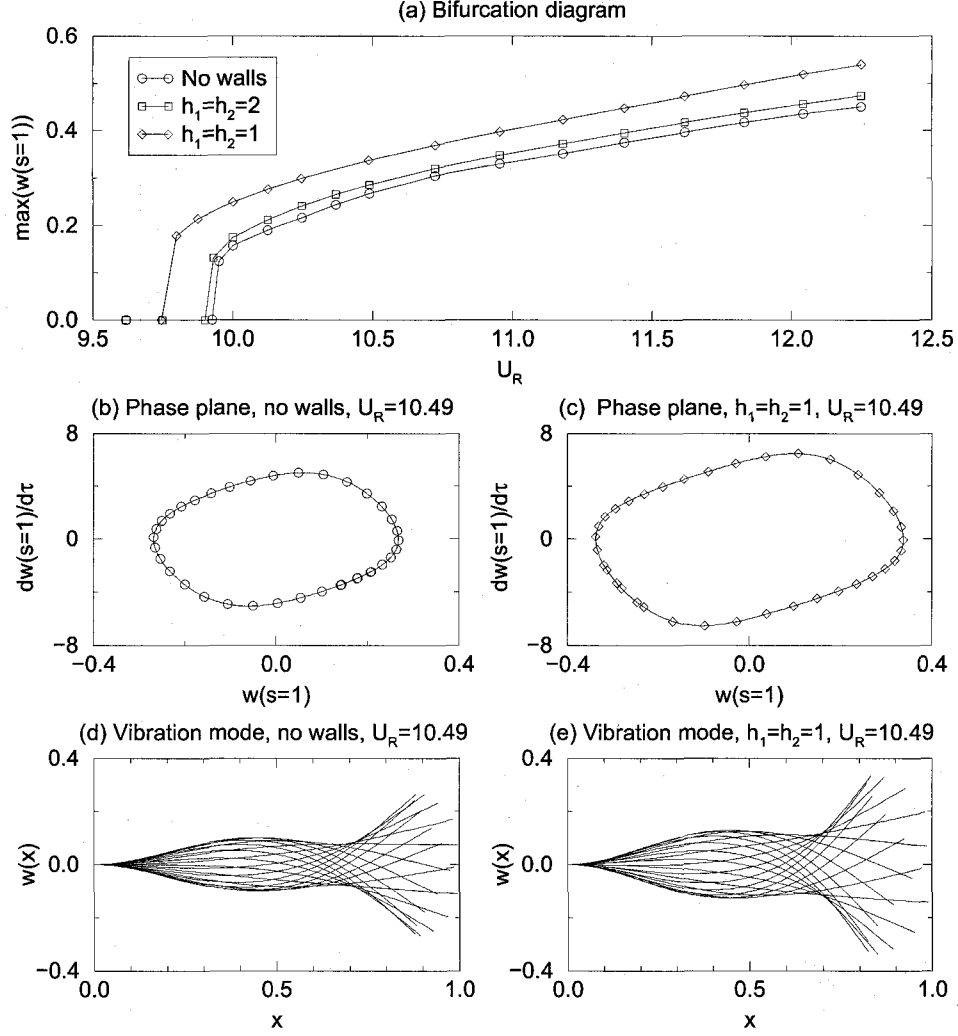 (a) Bifurcation diagram
0.6
No walls
h₁=h₂=2
h₁=h₂=1
0.4
max(w(s=1))
0.2
0.0
9.5 10.0 10.5 11.0 11.5 12.0 12.5
U_R
(b) Phase plane, no walls, U_R=10.49
8
dw(s=1)/dτ
0
−8
−0.4 0.0 0.4
w(s=1)
(c) Phase plane, h₁=h₂=1, U_R=10.49
8
dw(s=1)/dτ
0
−8
−0.4 0.0 0.4
w(s=1)
(d) Vibration mode, no walls, U_R=10.49
0.4
w(x)
0.0
−0.4
0.0 0.5 1.0
x
(e) Vibration mode, h₁=h₂=1, U_R=10.49
0.4
w(x)
0.0
−0.4
0.0 0.5 1.0
x